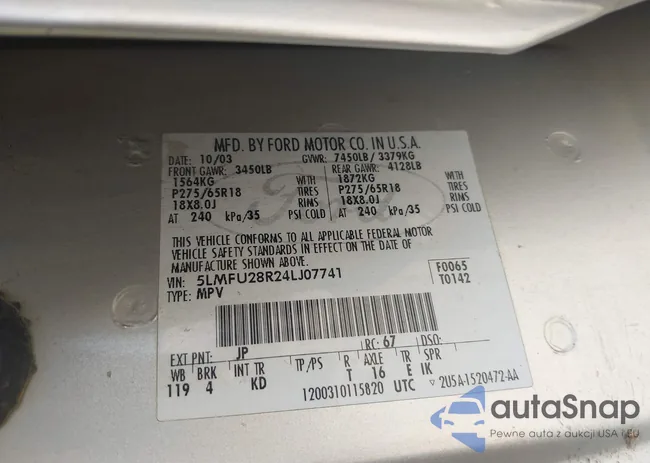 MFD. BY FORD MOTOR CO. IN U.S.A.
DATE: 10/03 GVWR: 7450LB/ 3379KG
FRONT GAWR: 3450LB REAR GAWR: 4128LB
1564KG WITH 1872KG WITH
P275/65R18 TIRES P275/65R18 TIRES
18X8.0J RIMS 18X8.0J RIMS
AT 240 kPa/35 PSI COLD AT 240 kPa/35 PSI COLD
THIS VEHICLE CONFORMS TO ALL APPLICABLE FEDERAL MOTOR
VEHICLE SAFETY STANDARDS IN EFFECT ON THE DATE OF
MANUFACTURE SHOWN ABOVE.
VIN: 5LMFU28R24LJ07741 F0065
TYPE: MPV T0142
EXT PNT: JP RC: 67 DSO:
WB BRK INT TR TP/PS R AXLE TR SPR
119 4 KD T 16 E IK
1200310115820 UTC 2U5A-1520472-AA
autaSnap
Pewne auta z aukcji USA i EU